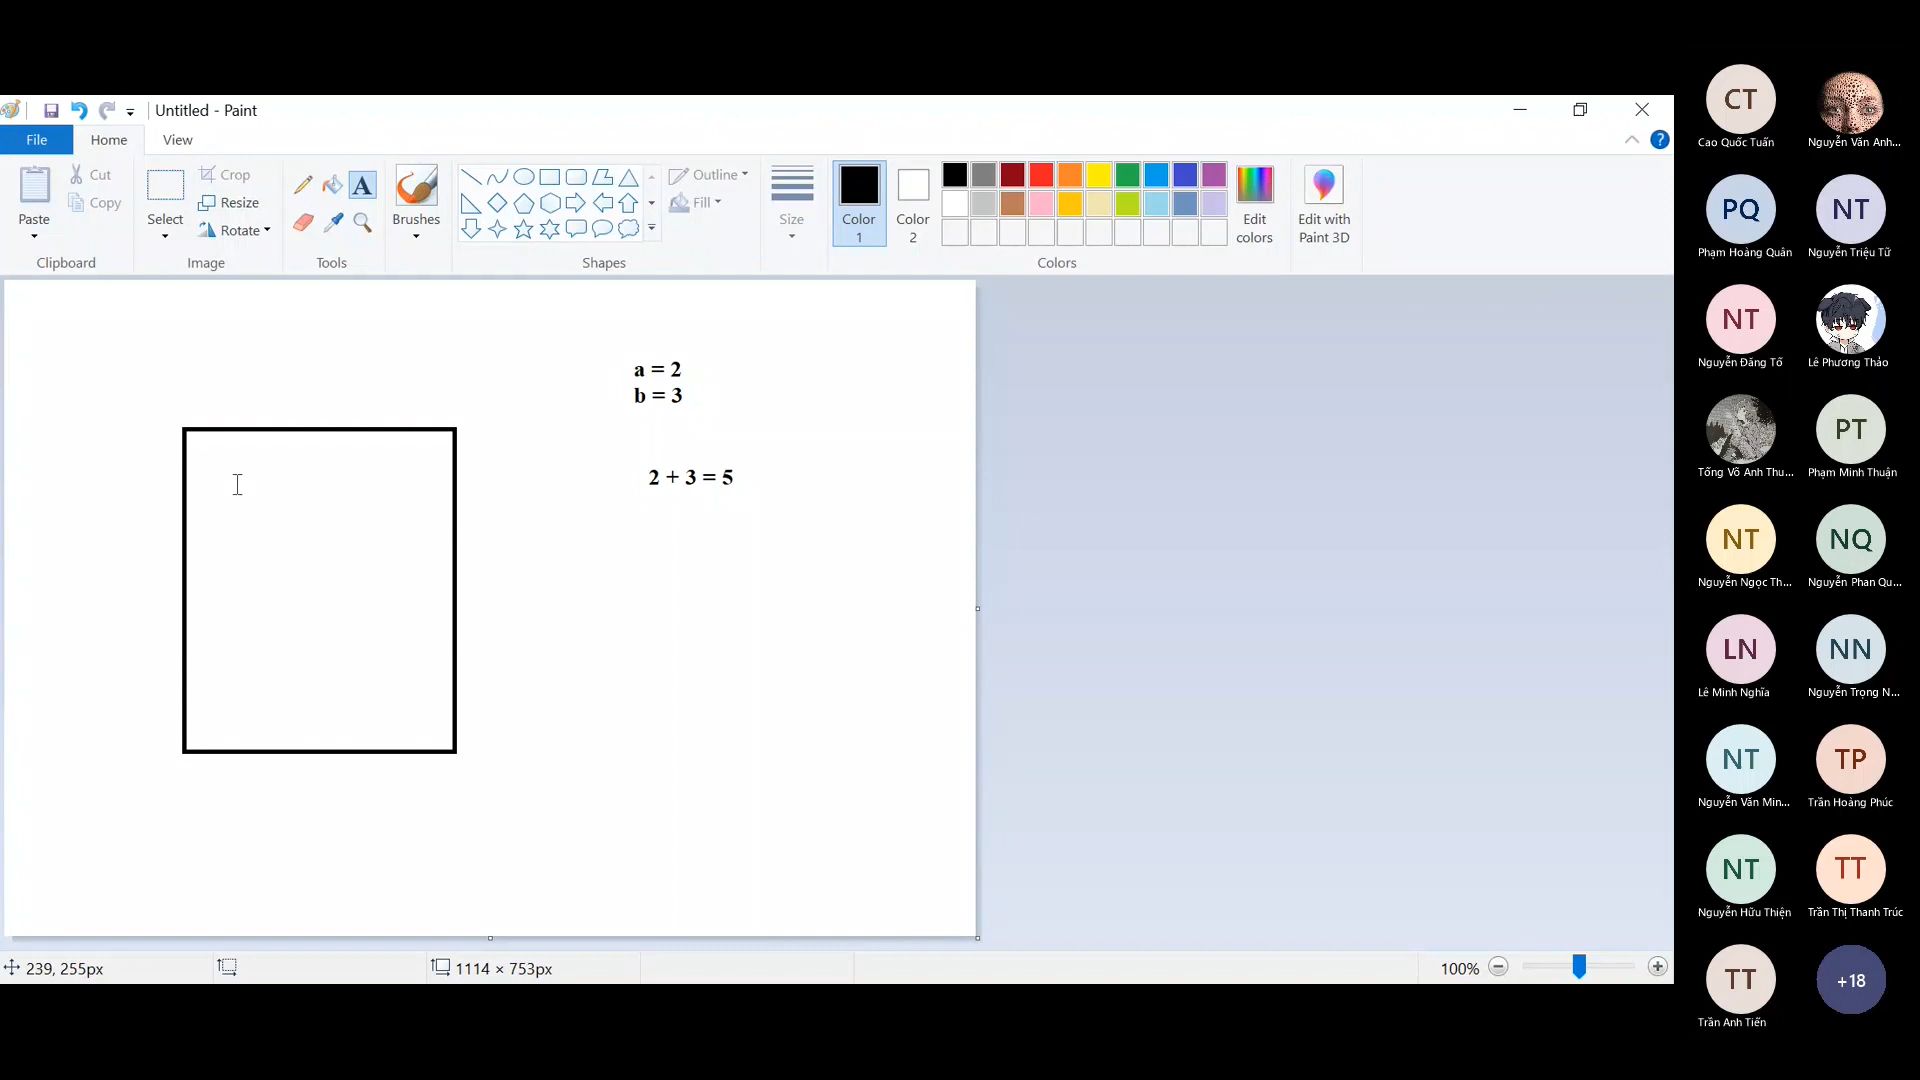 Untitled - Paint
File
Home
View
Paste
Cut
Copy
Clipboard
Select
Crop
Resize
Rotate
Image
A
Tools
Brushes
Shapes
Outline
Fill
Size
Color 1
Color 2
Edit colors
Edit with Paint 3D
Colors
a = 2
b = 3
2 + 3 = 5
239, 255px
1114 × 753px
100%
CT
Cao Quốc Tuấn
Nguyễn Văn Anh...
PQ
Phạm Hoàng Quân
NT
Nguyễn Triệu Tử
NT
Nguyễn Đăng Tố
Lê Phương Thảo
Tống Võ Anh Thu...
PT
Phạm Minh Thuận
NT
Nguyễn Ngọc Th...
NQ
Nguyễn Phan Qu...
LN
Lê Minh Nghĩa
NN
Nguyễn Trọng N...
NT
Nguyễn Văn Min...
TP
Trần Hoàng Phúc
NT
Nguyễn Hữu Thiện
TT
Trần Thị Thanh Trúc
TT
Trần Anh Tiến
+18